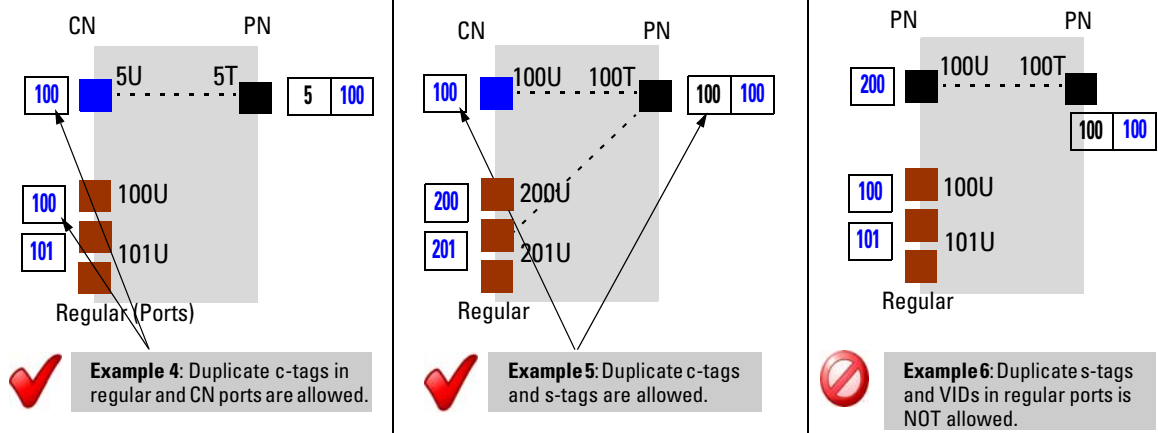 CN PN
100 5U 5T 5 100
100 100U
101 101U
Regular (Ports)
Example 4: Duplicate c-tags in
regular and CN ports are allowed.
CN PN
100 100U 100T 100 100
200 200U
201 201U
Regular
Example 5: Duplicate c-tags
and s-tags are allowed.
PN PN
200 100U 100T
100 100
100 100U
101 101U
Regular
Example 6: Duplicate s-tags
and VIDs in regular ports is
NOT allowed.